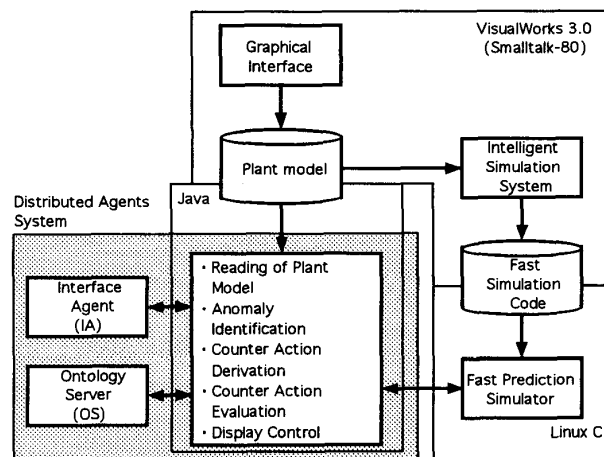 VisualWorks 3.0
(Smalltalk-80)
Graphical
Interface
Plant model
Intelligent
Simulation
System
Distributed Agents
System
Java
Interface
Agent
(IA)
Ontology
Server
(OS)
・Reading of Plant
Model
・Anomaly
Identification
・Counter Action
Derivation
・Counter Action
Evaluation
・Display Control
Fast
Simulation
Code
Fast Prediction
Simulator
Linux C